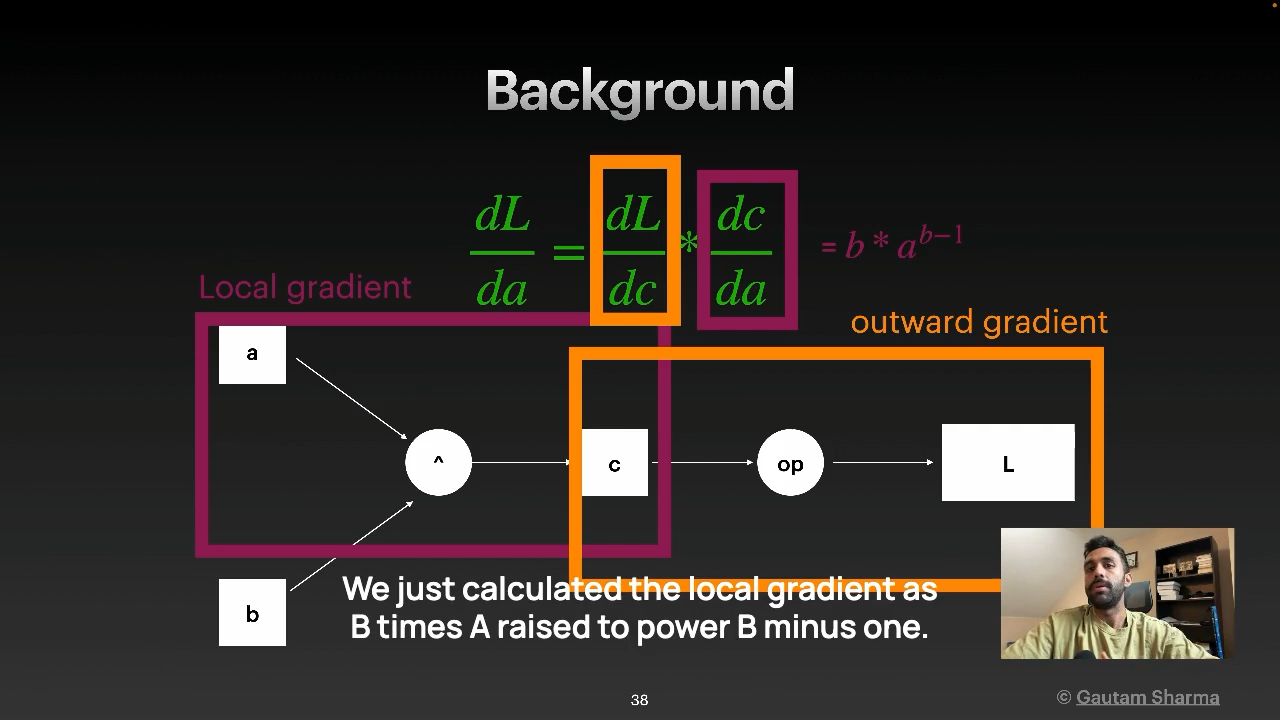 Background
dL/da = dL/dc * dc/da = b * a^{b−1}
Local gradient
outward gradient
a
^
c
op
L
b
We just calculated the local gradient as
B times A raised to power B minus one.
38
© Gautam Sharma